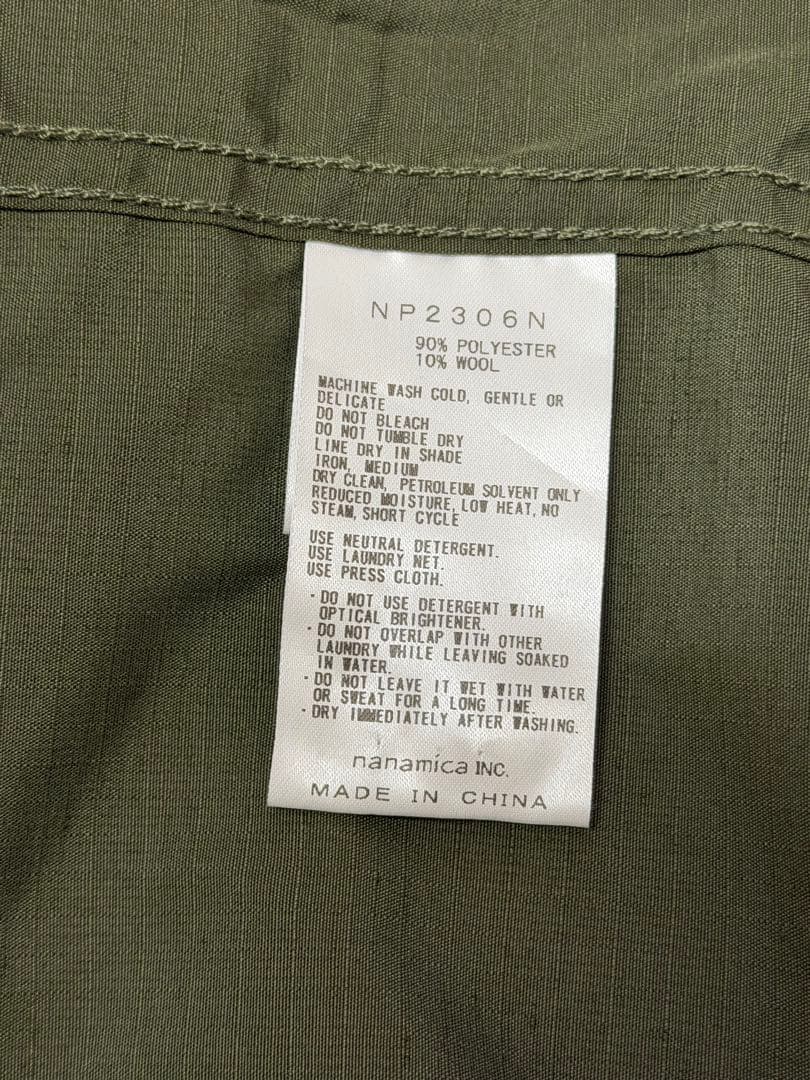 NP2306N
90% POLYESTER
10% WOOL
MACHINE WASH COLD, GENTLE OR
DELICATE
DO NOT BLEACH
DO NOT TUMBLE DRY
LINE DRY IN SHADE
IRON, MEDIUM
DRY CLEAN, PETROLEUM SOLVENT ONLY
REDUCED MOISTURE, LOW HEAT, NO
STEAM, SHORT CYCLE
USE NEUTRAL DETERGENT.
USE LAUNDRY NET.
USE PRESS CLOTH.
・DO NOT USE DETERGENT WITH
OPTICAL BRIGHTENER.
・DO NOT OVERLAP WITH OTHER
LAUNDRY WHILE LEAVING SOAKED
IN WATER.
・DO NOT LEAVE IT WET WITH WATER
OR SWEAT FOR A LONG TIME.
・DRY IMMEDIATELY AFTER WASHING.
nanamica INC.
MADE IN CHINA